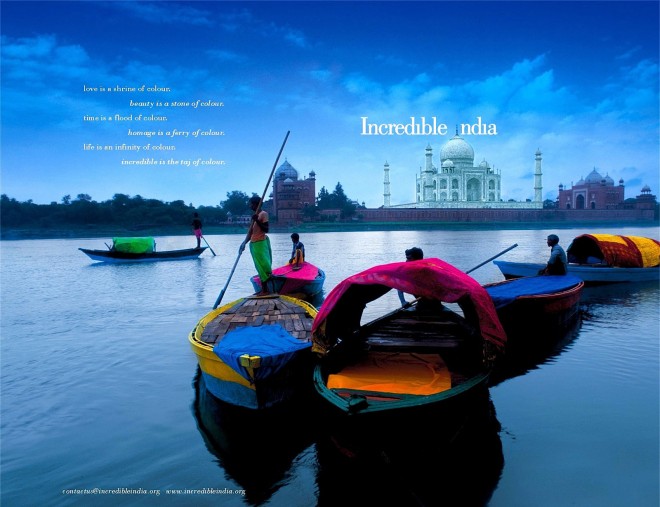 love is a shrine of colour.
beauty is a stone of colour.
time is a flood of colour.
homage is a ferry of colour.
life is an infinity of colour.
incredible is the taj of colour.
Incredible ndia
contactus@incredibleindia.org www.incredibleindia.org